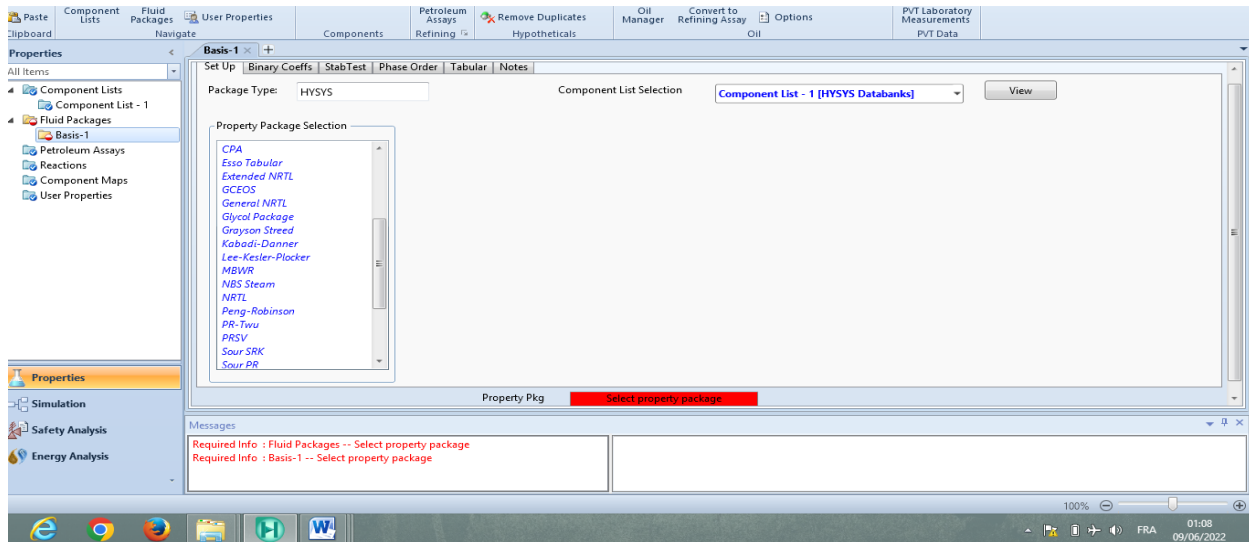 Paste Component Lists Fluid Packages User Properties Petroleum Assays Remove Duplicates Oil Manager Convert to Refining Assay Options PVT Laboratory Measurements
Clipboard Navigate Components Refining Hypotheticals Oil PVT Data
Properties <
All Items
Component Lists
Component List - 1
Fluid Packages
Basis-1
Petroleum Assays
Reactions
Component Maps
User Properties
Properties
Simulation
Safety Analysis
Energy Analysis
Basis-1 × +
Set Up Binary Coeffs StabTest Phase Order Tabular Notes
Package Type: HYSYS Component List Selection Component List - 1 [HYSYS Databanks] View
Property Package Selection
CPA
Esso Tabular
Extended NRTL
GCEOS
General NRTL
Glycol Package
Grayson Streed
Kabadi-Danner
Lee-Kesler-Plocker
MBWR
NBS Steam
NRTL
Peng-Robinson
PR-Twu
PRSV
Sour SRK
Sour PR
Property Pkg Select property package
Messages
Required Info : Fluid Packages -- Select property package
Required Info : Basis-1 -- Select property package
100%
FRA 01:08
09/06/2022